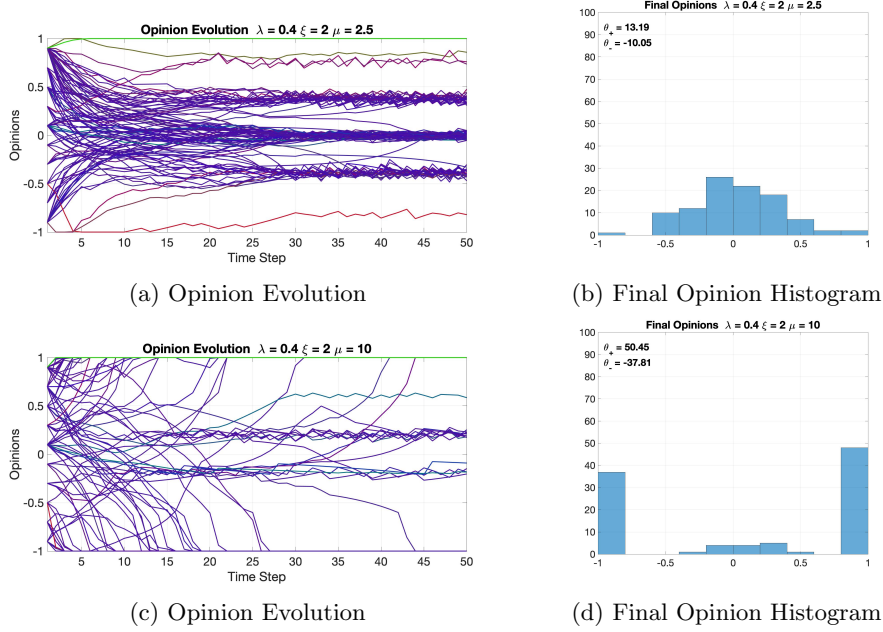 Opinion Evolution λ = 0.4 ξ = 2 μ = 2.5
1
0.5
0
-0.5
-1
Opinions
5 10 15 20 25 30 35 40 45 50
Time Step
(a) Opinion Evolution
Final Opinions λ = 0.4 ξ = 2 μ = 2.5
θ+ = 13.19
θ- = -10.05
100
90
80
70
60
50
40
30
20
10
0
-1 -0.5 0 0.5 1
(b) Final Opinion Histogram
Opinion Evolution λ = 0.4 ξ = 2 μ = 10
1
0.5
0
-0.5
-1
Opinions
5 10 15 20 25 30 35 40 45 50
Time Step
(c) Opinion Evolution
Final Opinions λ = 0.4 ξ = 2 μ = 10
θ+ = 50.45
θ- = -37.81
100
90
80
70
60
50
40
30
20
10
0
-1 -0.5 0 0.5 1
(d) Final Opinion Histogram